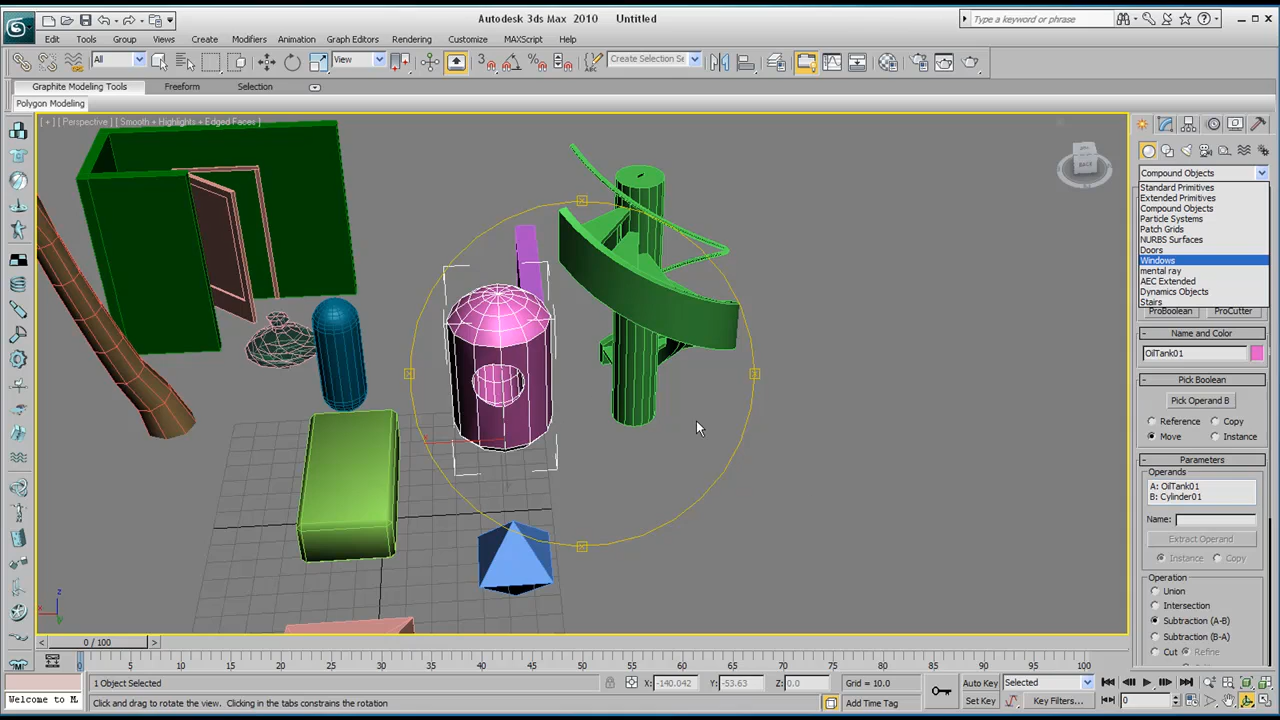 Autodesk 3ds Max 2010 Untitled
Type a keyword or phrase
Edit Tools Group Views Create Modifiers Animation Graph Editors Rendering Customize MAXScript Help
All View Create Selection Se
Graphite Modeling Tools Freeform Selection
Polygon Modeling
[ + ] [ Perspective ] [ Smooth + Highlights + Edged Faces ]
BACK
Compound Objects
Standard Primitives
Extended Primitives
Compound Objects
Particle Systems
Patch Grids
NURBS Surfaces
Doors
Windows
mental ray
AEC Extended
Dynamics Objects
Stairs
ProBoolean ProCutter
- Name and Color
OilTank01
- Pick Boolean
Pick Operand B
Reference Copy
Move Instance
- Parameters
Operands
A: OilTank01
B: Cylinder01
Name:
Extract Operand
Instance Copy
Operation
Union
Intersection
Subtraction (A-B)
Subtraction (B-A)
Cut Refine
z
x
< 0 / 100 >
0 5 10 15 20 25 30 35 40 45 50 55 60 65 70 75 80 85 90 95 100
1 Object Selected X: -140.042 Y: -53.63 Z: 0.0 Grid = 10.0 Auto Key Selected
Welcome to M Click and drag to rotate the view. Clicking in the tabs constrains the rotation Add Time Tag Set Key Key Filters... 0